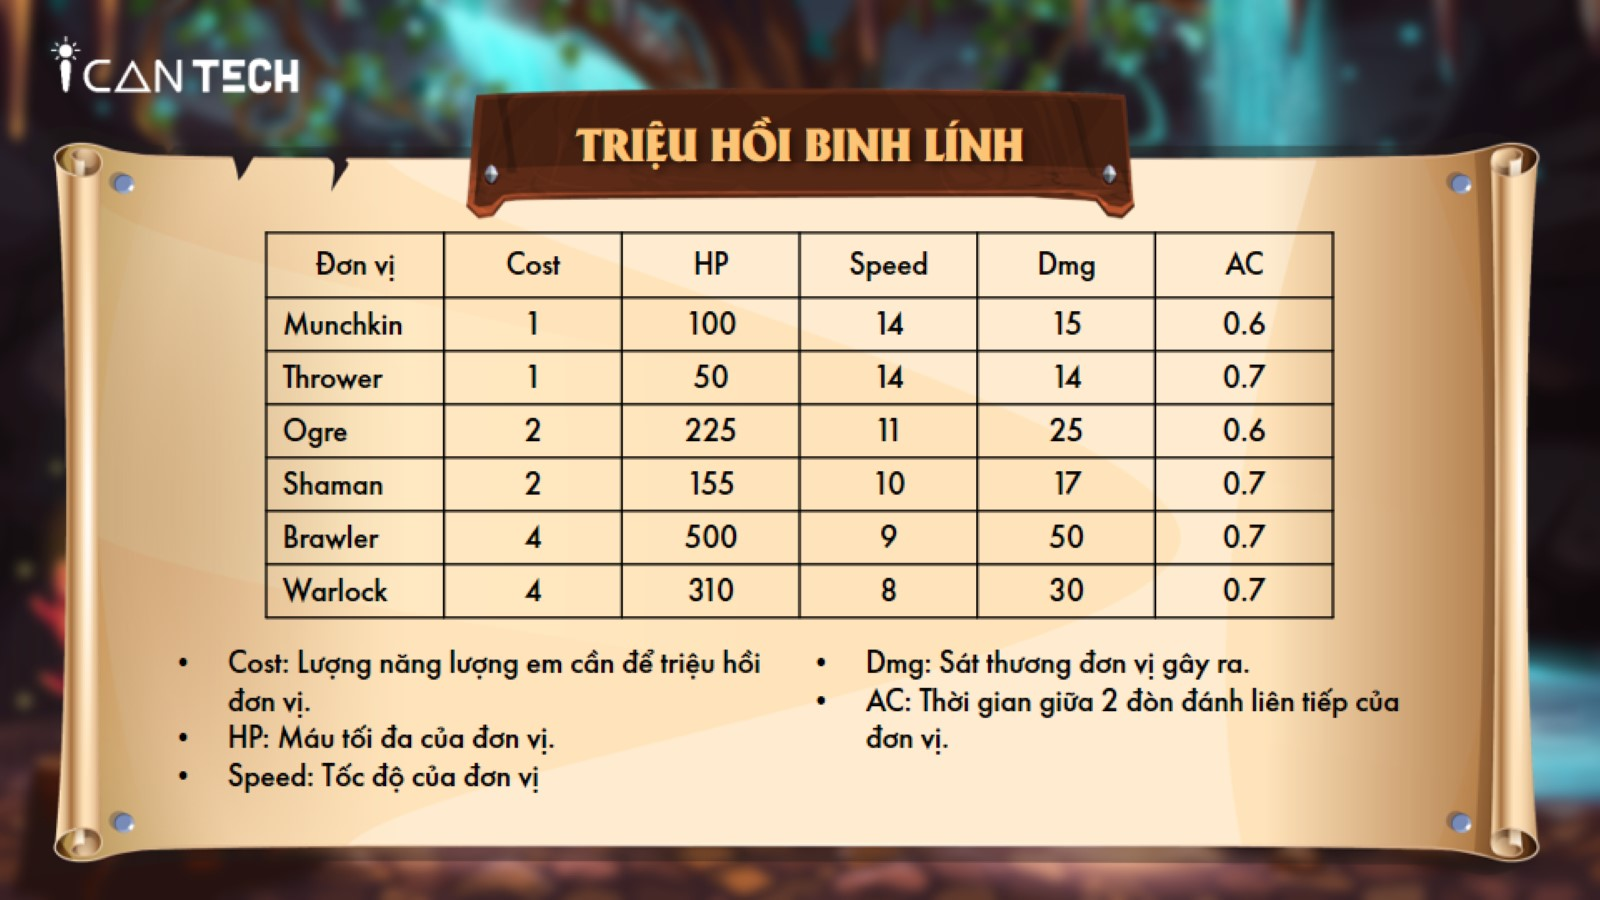 iCANTECH
TRIỆU HỒI BINH LÍNH
Đơn vị Cost HP Speed Dmg AC
Munchkin 1 100 14 15 0.6
Thrower 1 50 14 14 0.7
Ogre 2 225 11 25 0.6
Shaman 2 155 10 17 0.7
Brawler 4 500 9 50 0.7
Warlock 4 310 8 30 0.7
• Cost: Lượng năng lượng em cần để triệu hồi
đơn vị.
• HP: Máu tối đa của đơn vị.
• Speed: Tốc độ của đơn vị
• Dmg: Sát thương đơn vị gây ra.
• AC: Thời gian giữa 2 đòn đánh liên tiếp của
đơn vị.